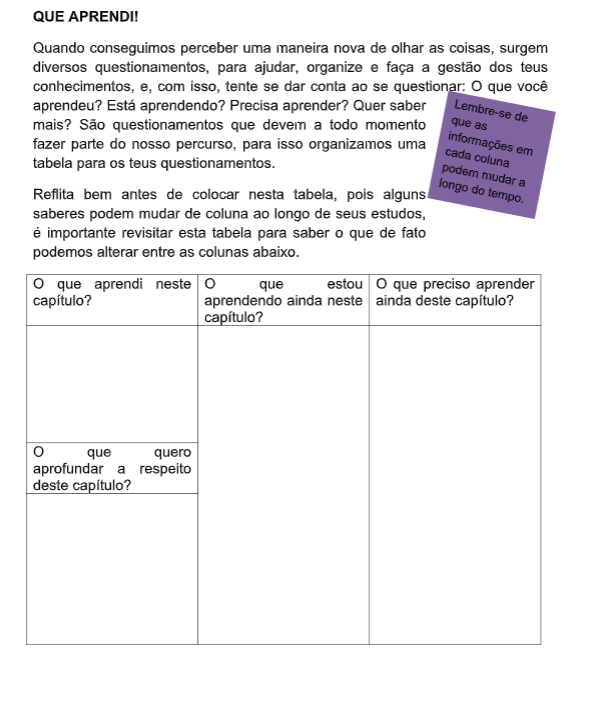 QUE APRENDI!
Quando conseguimos perceber uma maneira nova de olhar as coisas, surgem
diversos questionamentos, para ajudar, organize e faça a gestão dos teus
conhecimentos, e, com isso, tente se dar conta ao se questionar: O que você
aprendeu? Está aprendendo? Precisa aprender? Quer saber
mais? São questionamentos que devem a todo momento
fazer parte do nosso percurso, para isso organizamos uma
tabela para os teus questionamentos.
Lembre-se de
que as
informações em
cada coluna
podem mudar a
longo do tempo.
Reflita bem antes de colocar nesta tabela, pois alguns
saberes podem mudar de coluna ao longo de seus estudos,
é importante revisitar esta tabela para saber o que de fato
podemos alterar entre as colunas abaixo.
O que aprendi neste
capítulo?
O que estou
aprendendo ainda neste
capítulo?
O que preciso aprender
ainda deste capítulo?
O que quero
aprofundar a respeito
deste capítulo?